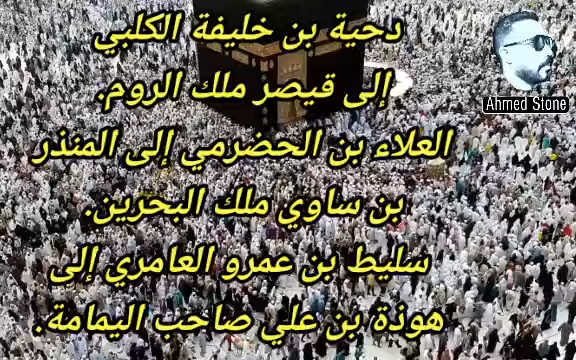 دحية بن خليفة الكلبي
إلى قيصر ملك الروم.
العلاء بن الحضرمي إلى المنذر
بن ساوي ملك البحرين.
سليط بن عمرو العامري إلى
هوذة بن علي صاحب اليمامة.
Ahmed Stone